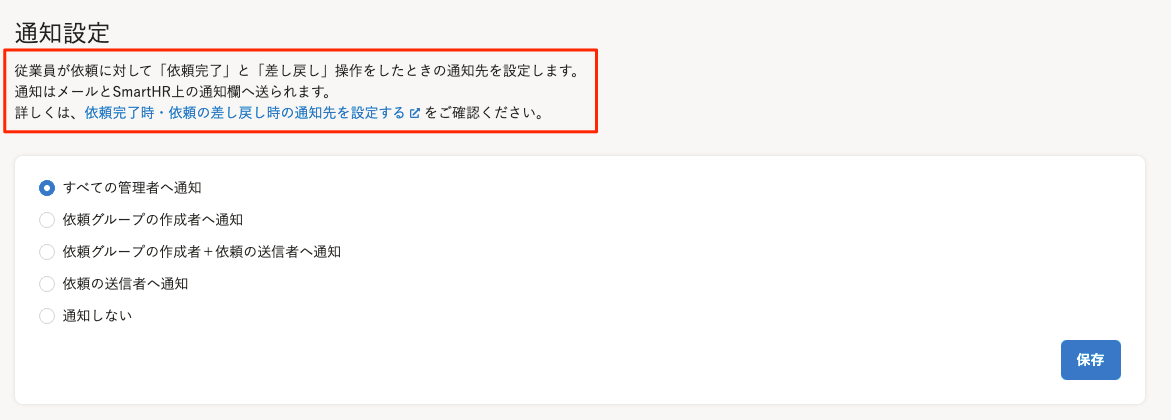 通知設定
従業員が依頼に対して「依頼完了」と「差し戻し」操作をしたときの通知先を設定します。
通知はメールとSmartHR上の通知欄へ送られます。
詳しくは、依頼完了時・依頼の差し戻し時の通知先を設定する をご確認ください。
すべての管理者へ通知
依頼グループの作成者へ通知
依頼グループの作成者＋依頼の送信者へ通知
依頼の送信者へ通知
通知しない
保存